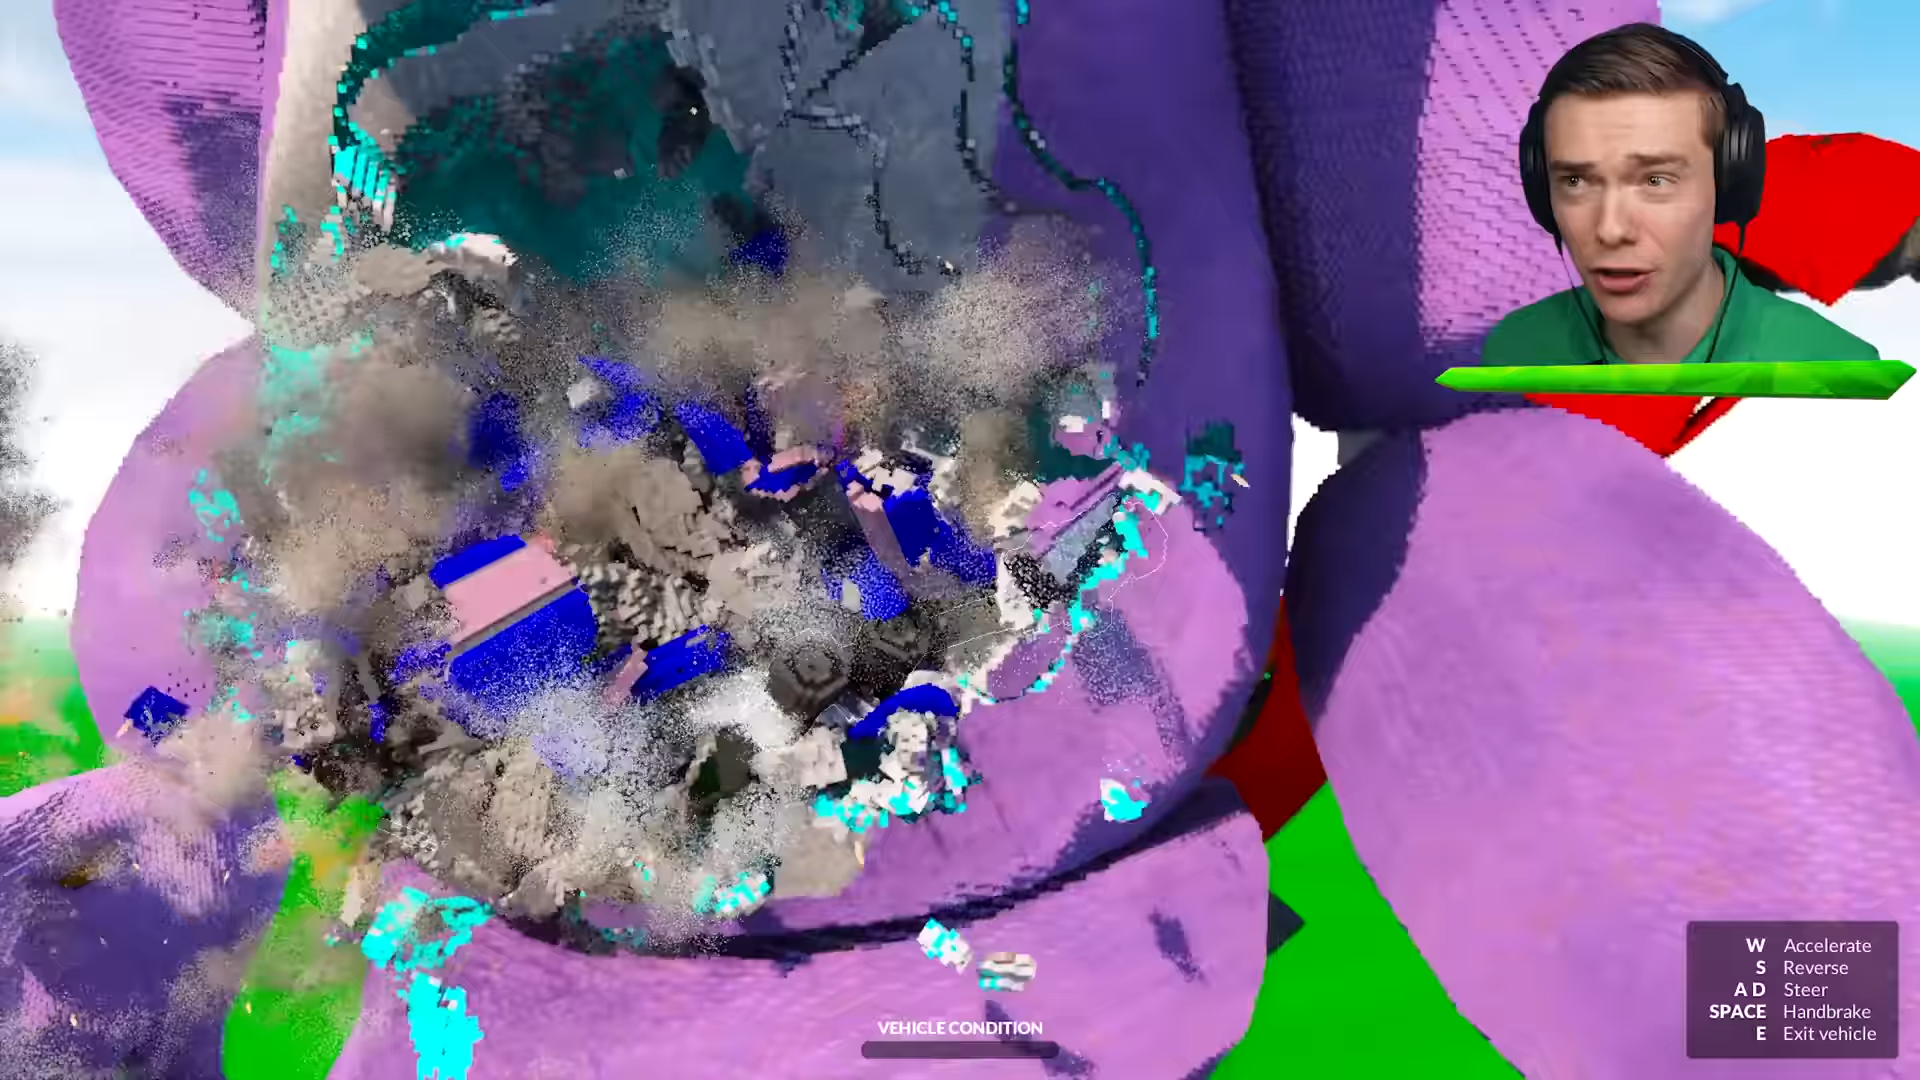 W Accelerate
S Reverse
A D Steer
SPACE Handbrake
E Exit vehicle
VEHICLE CONDITION